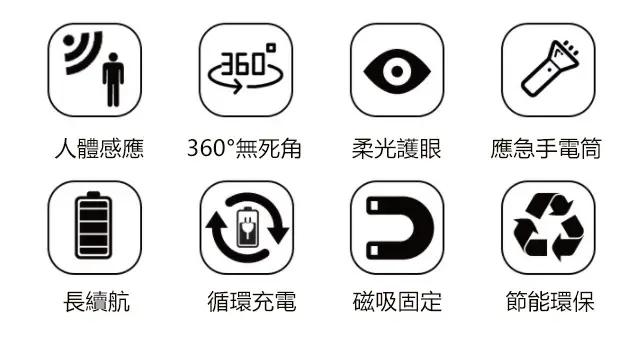 360°
人體感應
360°無死角
柔光護眼
應急手電筒
長續航
循環充電
磁吸固定
節能環保